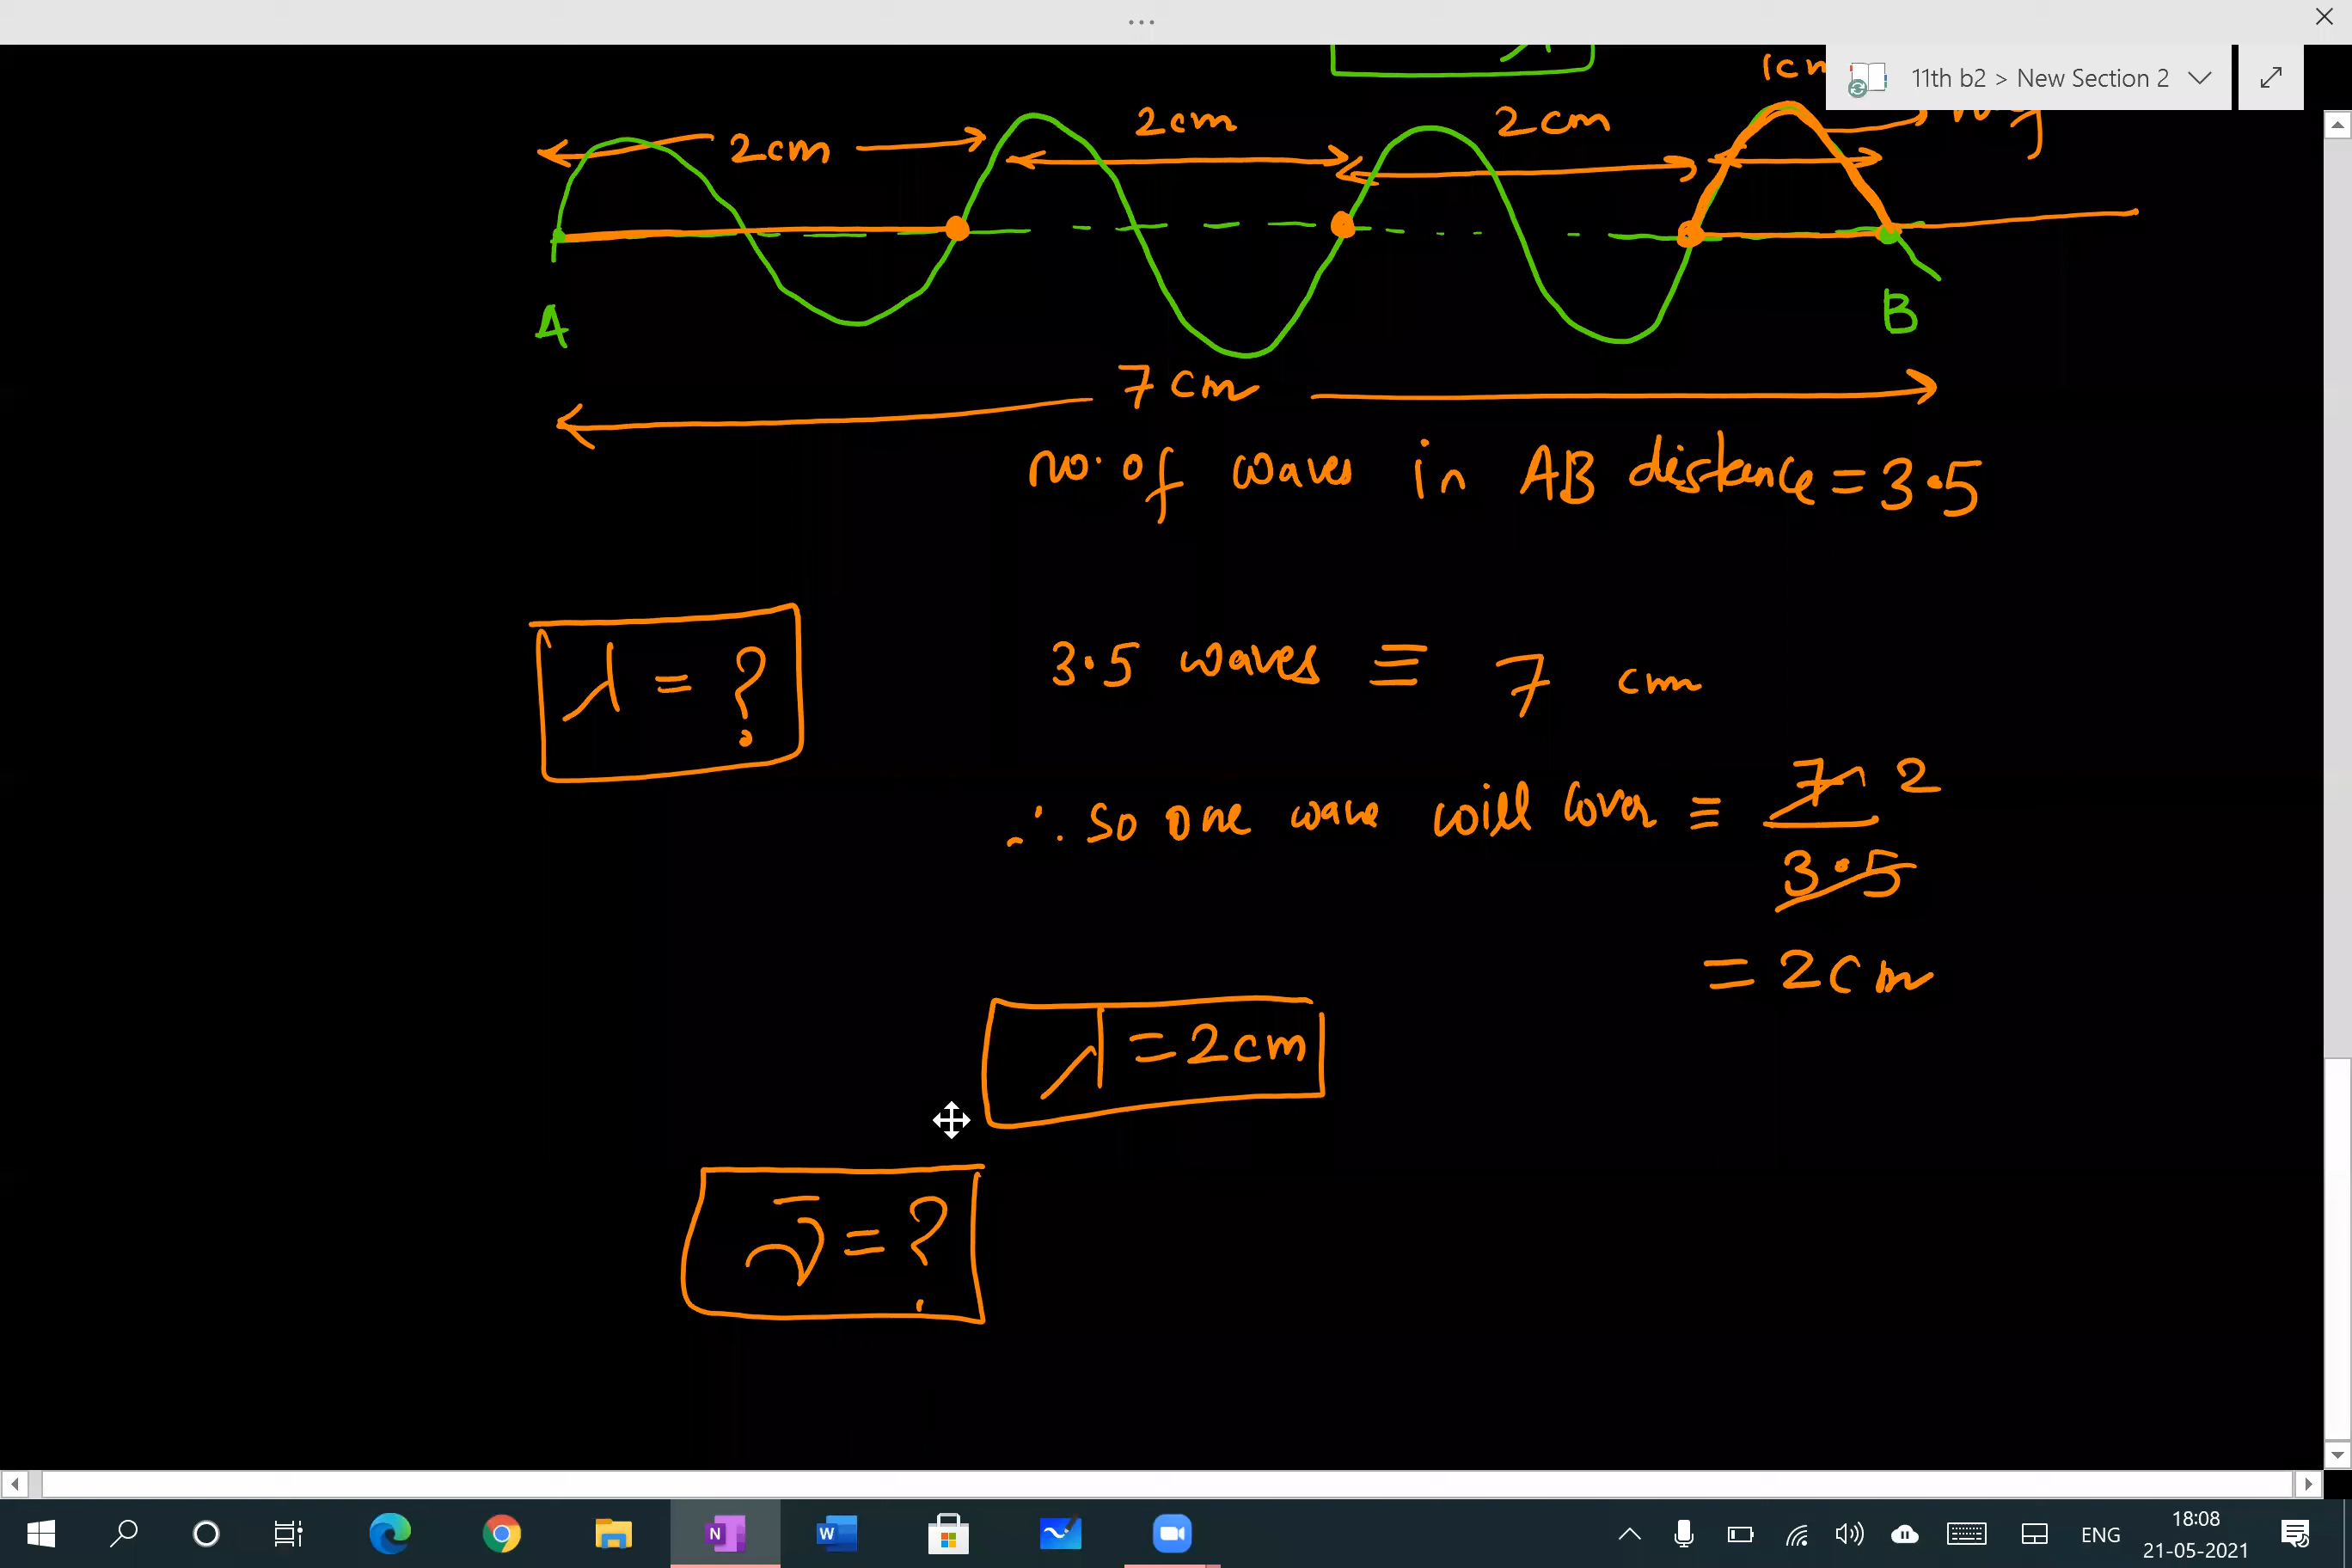 11th b2 > New Section 2
2cm
2cm
2cm
A
B
7 cm
no. of waves in AB distance = 3.5
λ = ?
3.5 waves ≡ 7 cm
∴ so one wave will cover ≡ 7/3.5 2
= 2cm
λ = 2cm
ν̄ = ?
ENG
18:08
21-05-2021